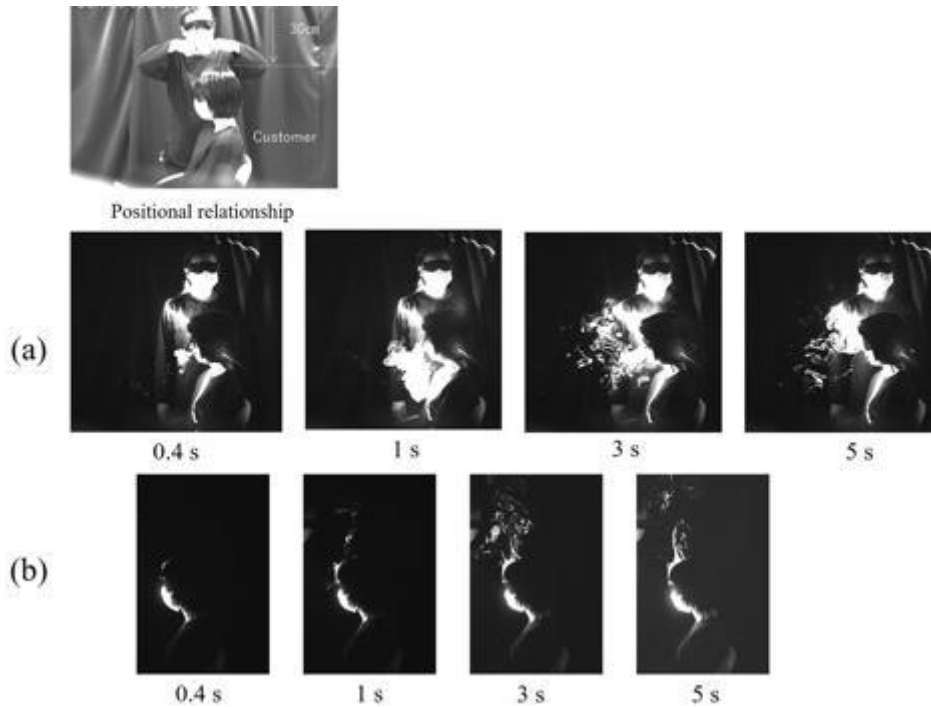 30cm
Customer
Positional relationship
(a)
0.4 s
1 s
3 s
5 s
(b)
0.4 s
1 s
3 s
5 s